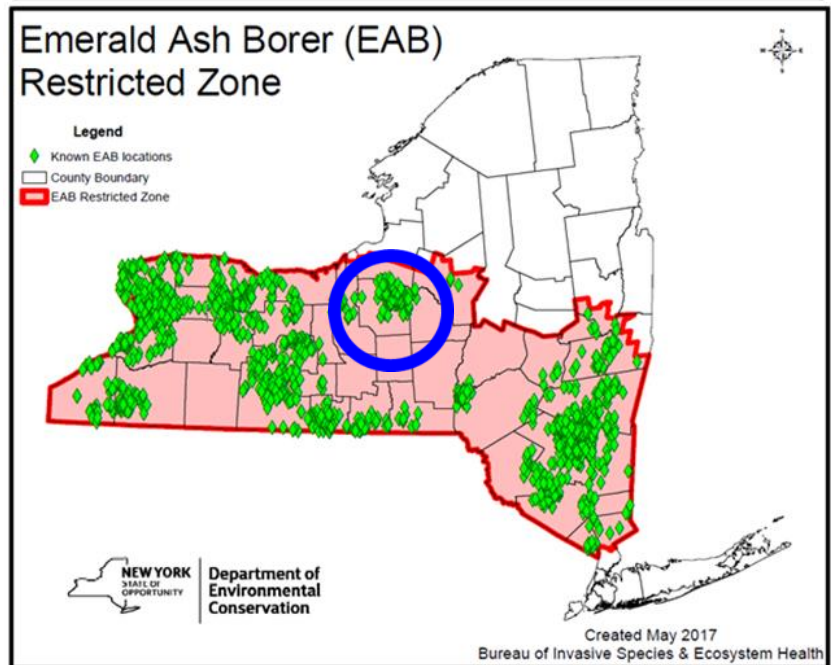 Emerald Ash Borer (EAB)
Restricted Zone
N
W
E
S
Legend
Known EAB locations
County Boundary
EAB Restricted Zone
NEW YORK
STATE OF
OPPORTUNITY
Department of
Environmental
Conservation
Created May 2017
Bureau of Invasive Species & Ecosystem Health